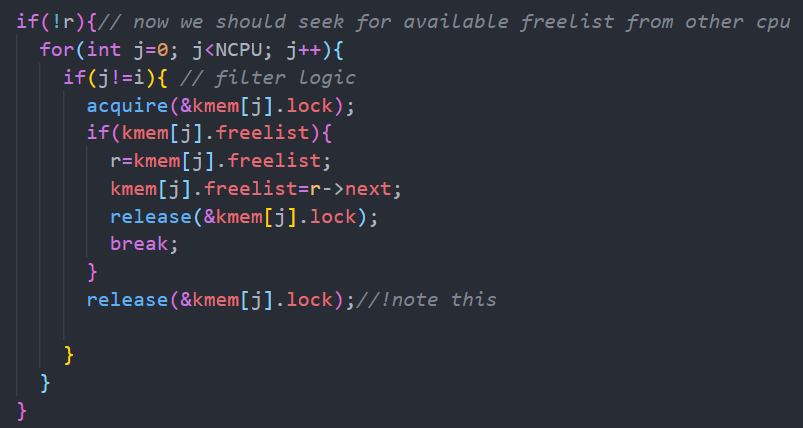 if(!r){// now we should seek for available freelist from other cpu
for(int j=0; j<NCPU; j++){
if(j!=i){ // filter logic
acquire(&kmem[j].lock);
if(kmem[j].freelist){
r=kmem[j].freelist;
kmem[j].freelist=r->next;
release(&kmem[j].lock);
break;
}
release(&kmem[j].lock);//!note this
}
}
}